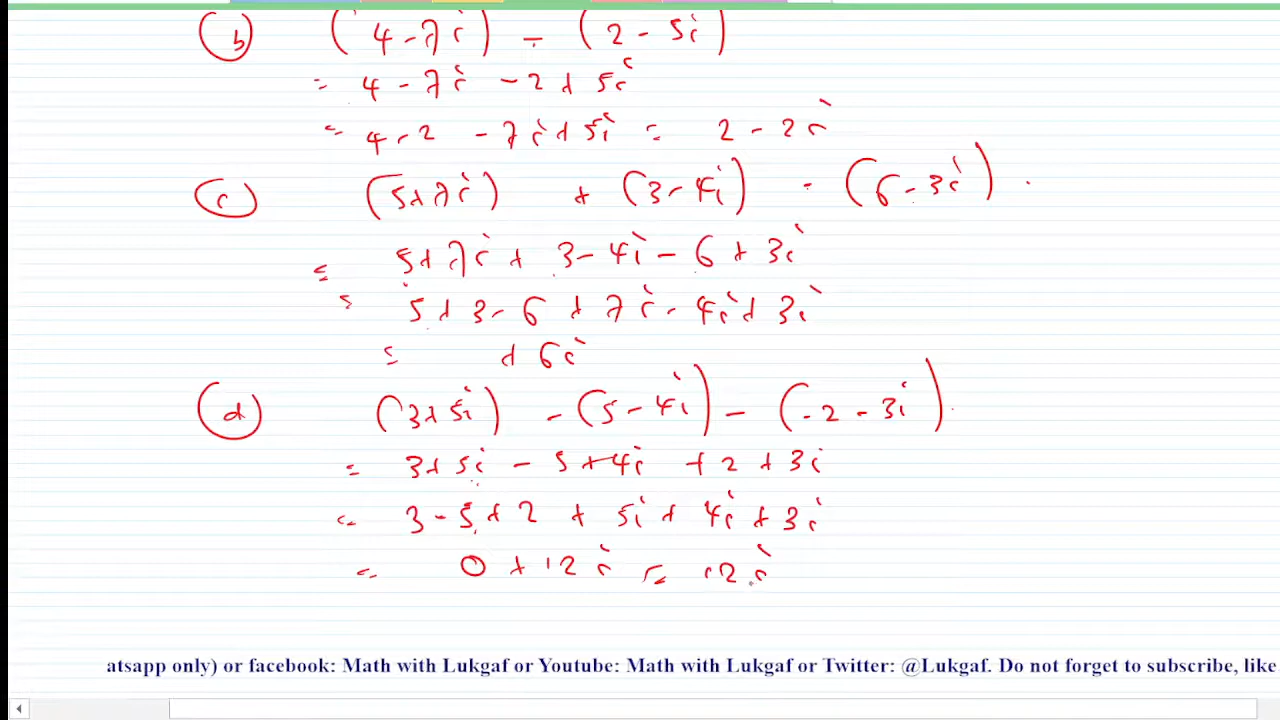 (b) (4-7i) - (2-5i)
= 4-7i -2+5i
= 4-2 -7i+5i = 2-2i
(c) (5+7i) + (3-4i) - (6-3i)
= 5+7i+3-4i-6+3i
= 5+3-6+7i-4i+3i
= +6i
(d) (3+5i) - (5-4i) - (-2-3i)
= 3+5i-5+4i+2+3i
= 3-5+2+5i+4i+3i
= 0+12i = 12i
atsapp only) or facebook: Math with Lukgaf or Youtube: Math with Lukgaf or Twitter: @Lukgaf. Do not forget to subscribe, like